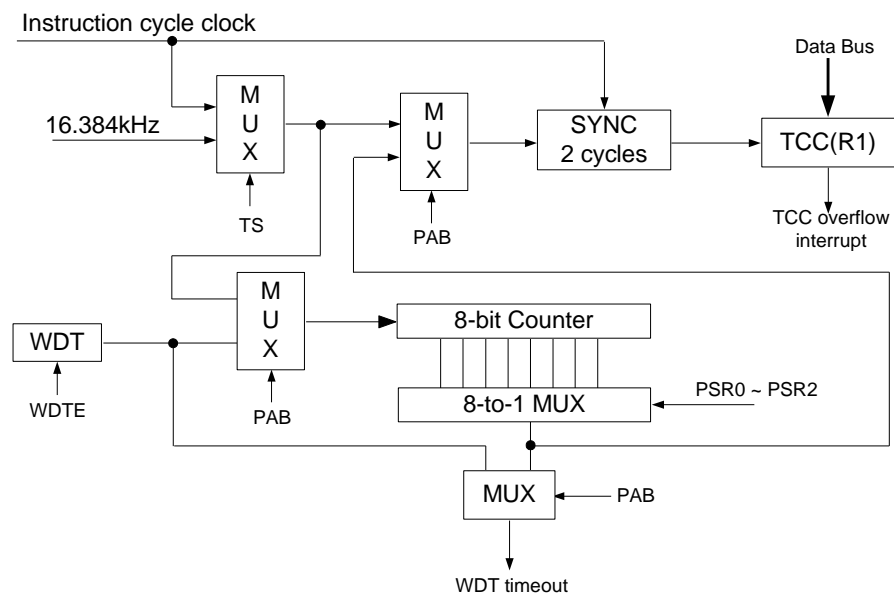 Instruction cycle clock
Data Bus
M
U
X
M
U
X
16.384kHz
SYNC
2 cycles
TCC(R1)
TS
PAB
TCC overflow
interrupt
M
U
X
8-bit Counter
WDT
WDTE
PAB
8-to-1 MUX
PSR0 ~ PSR2
MUX
PAB
WDT timeout